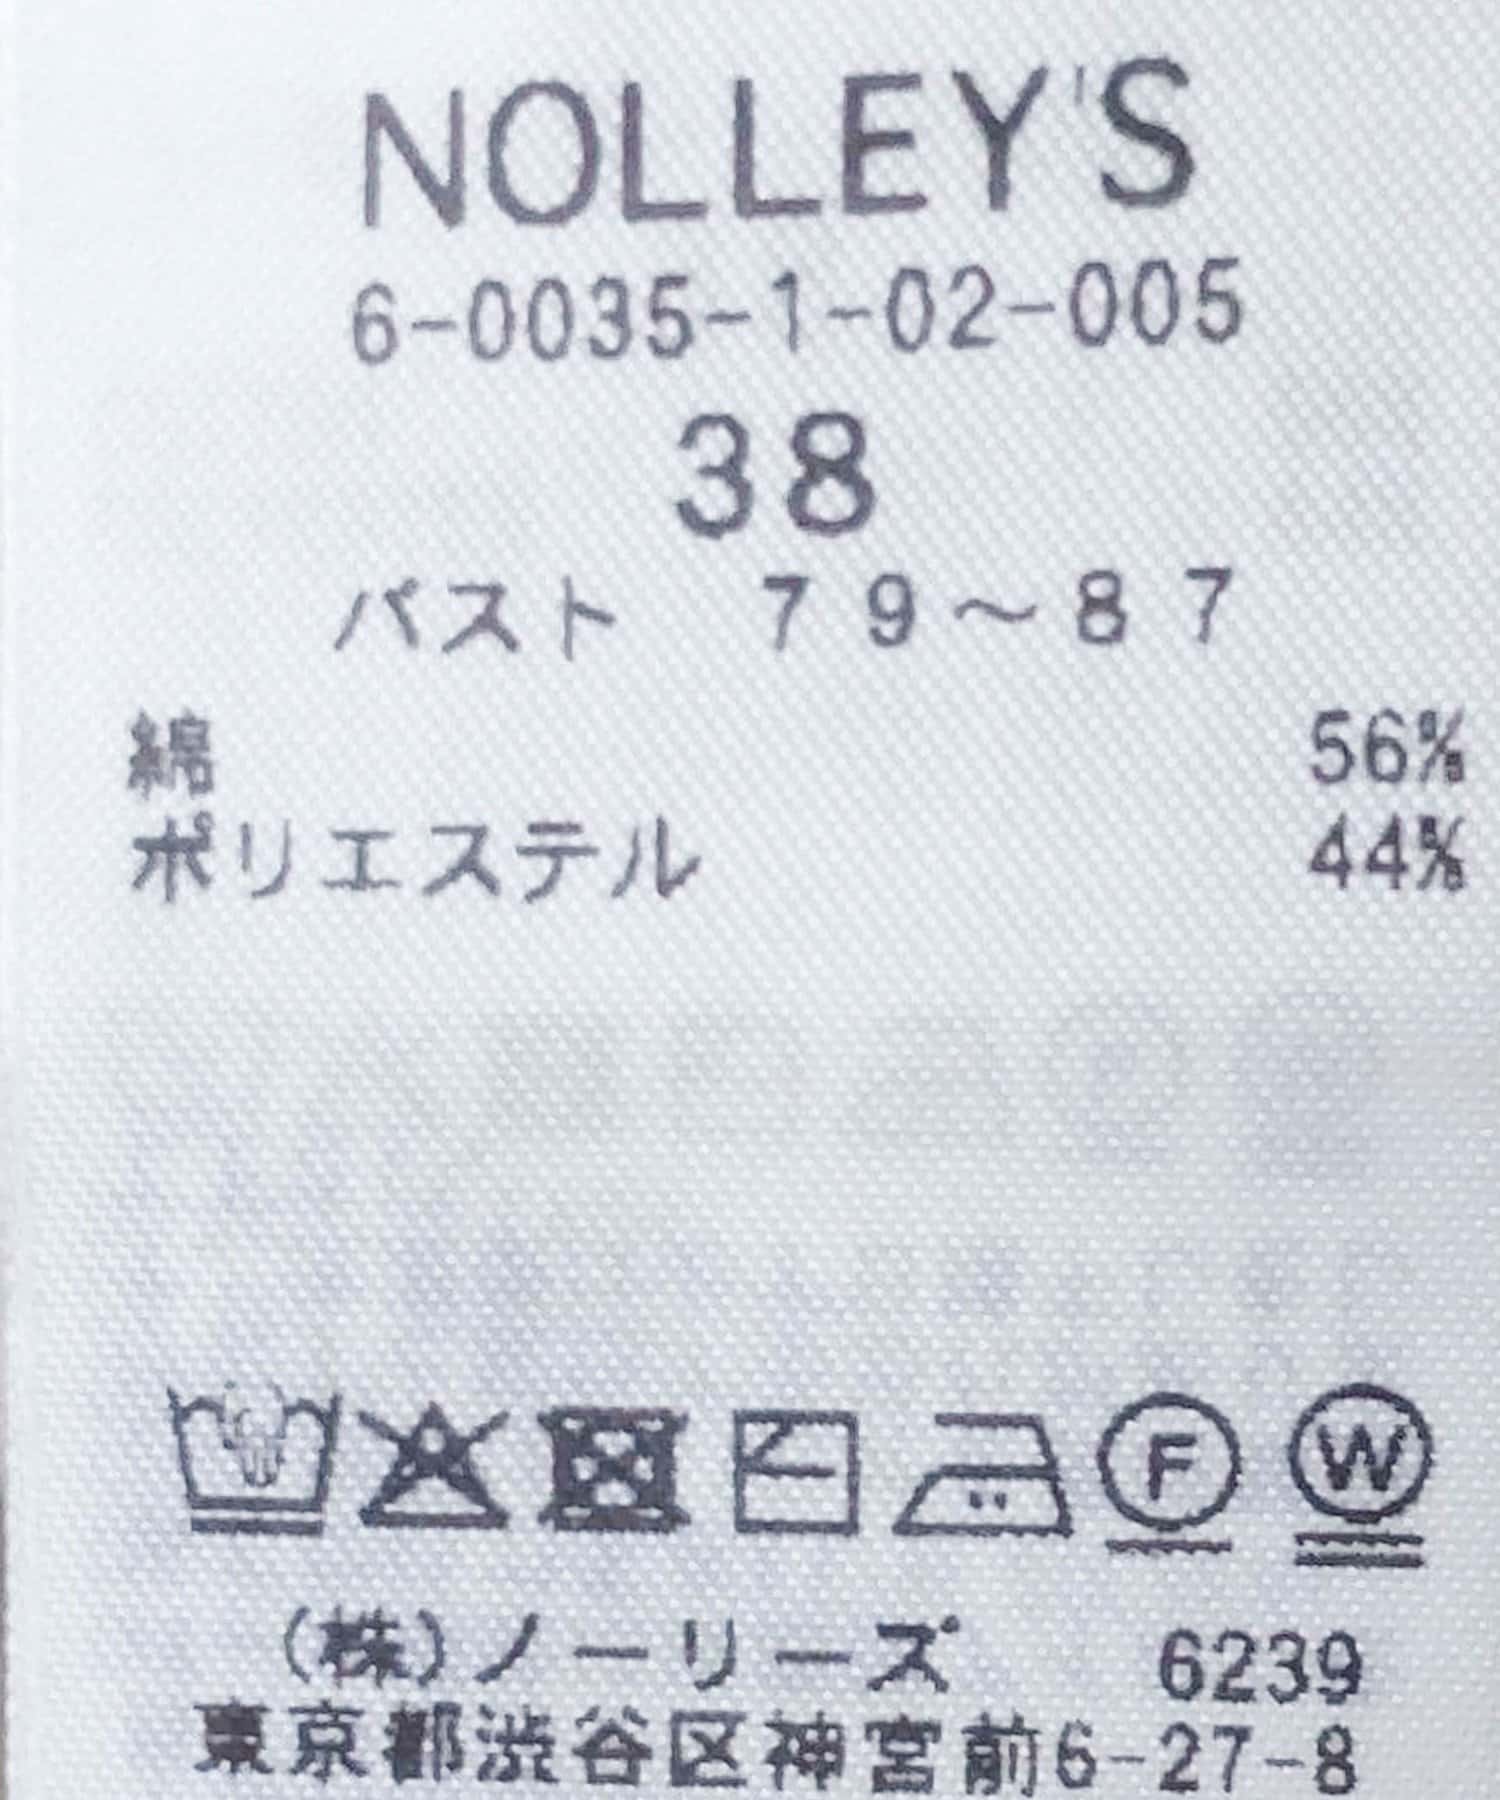 NOLLEY'S
6-0035-1-02-005
38
バスト 79～87
綿 56%
ポリエステル 44%
F W
(株)ノーリーズ 6239
東京都渋谷区神宮前6-27-8